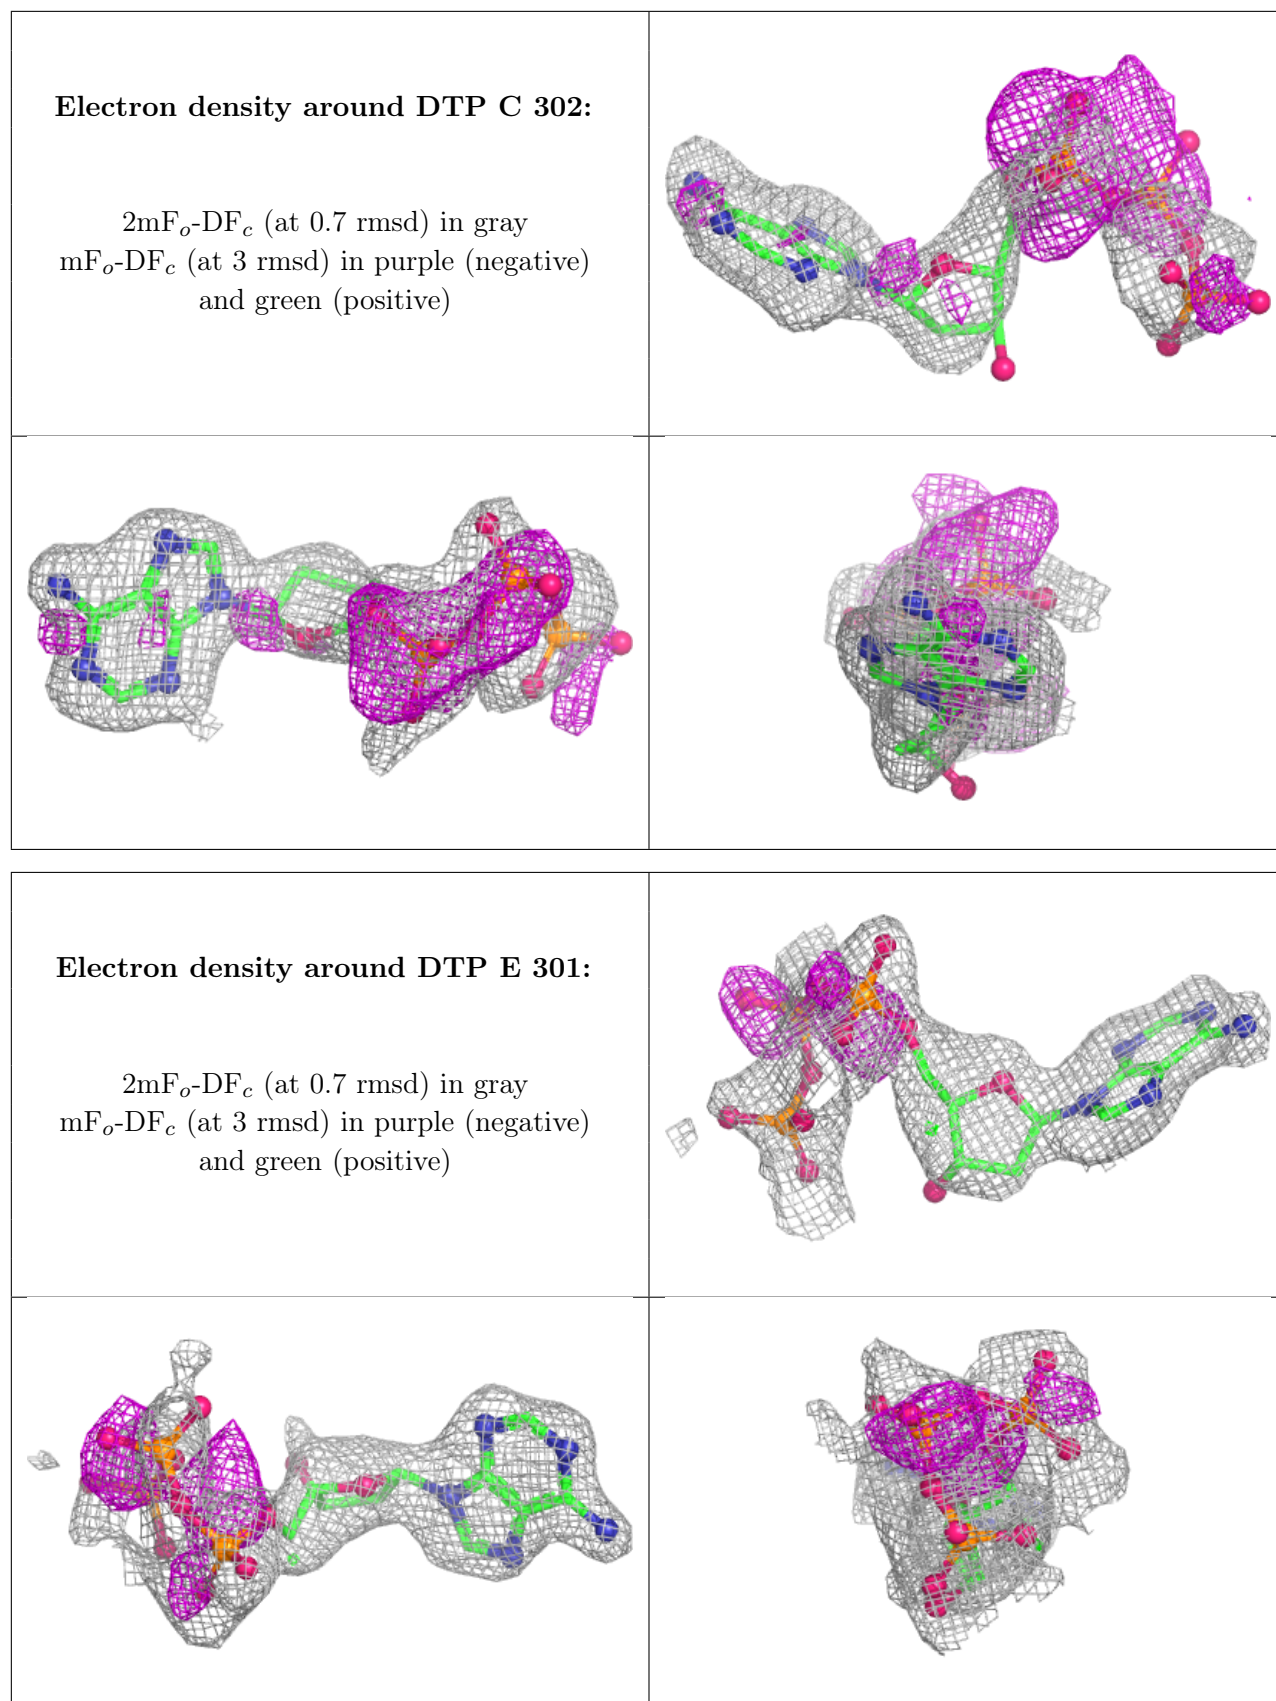 Electron density around DTP C 302:
2mFo-DFc (at 0.7 rmsd) in gray
mFo-DFc (at 3 rmsd) in purple (negative)
and green (positive)
Electron density around DTP E 301:
2mFo-DFc (at 0.7 rmsd) in gray
mFo-DFc (at 3 rmsd) in purple (negative)
and green (positive)